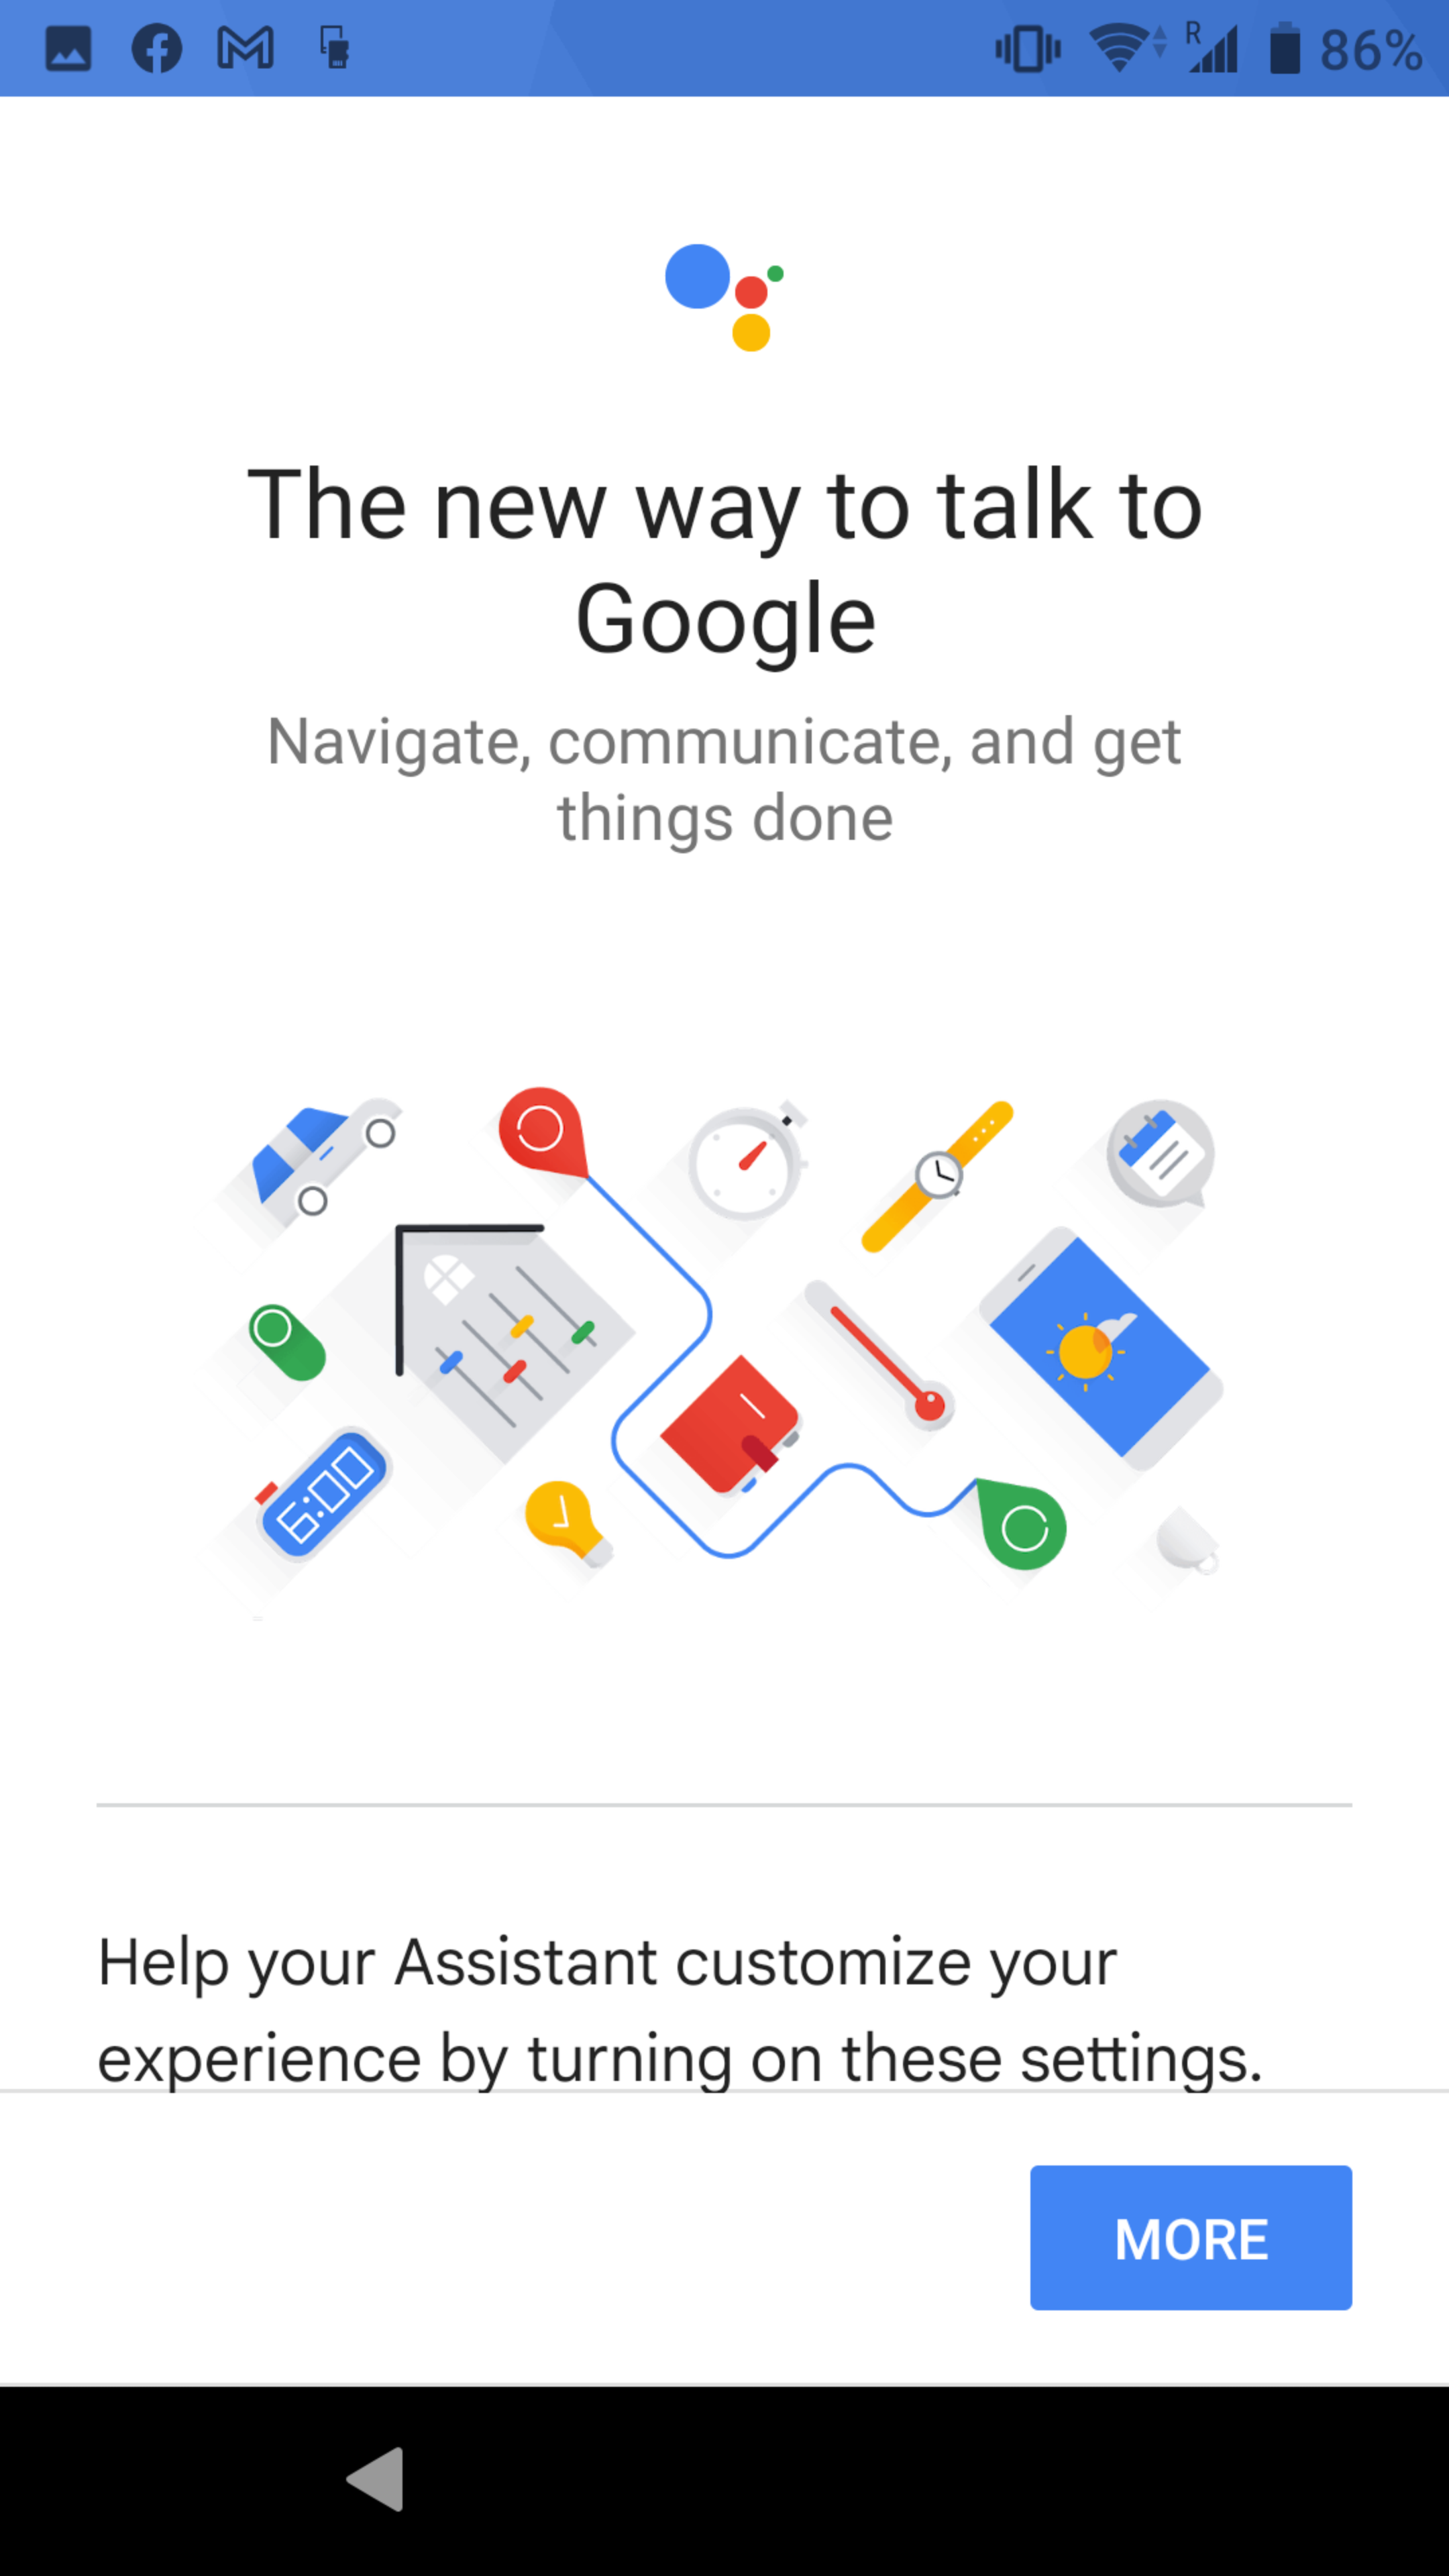 R 86%
The new way to talk to
Google
Navigate, communicate, and get
things done
6:00
Help your Assistant customize your
experience by turning on these settings.
MORE